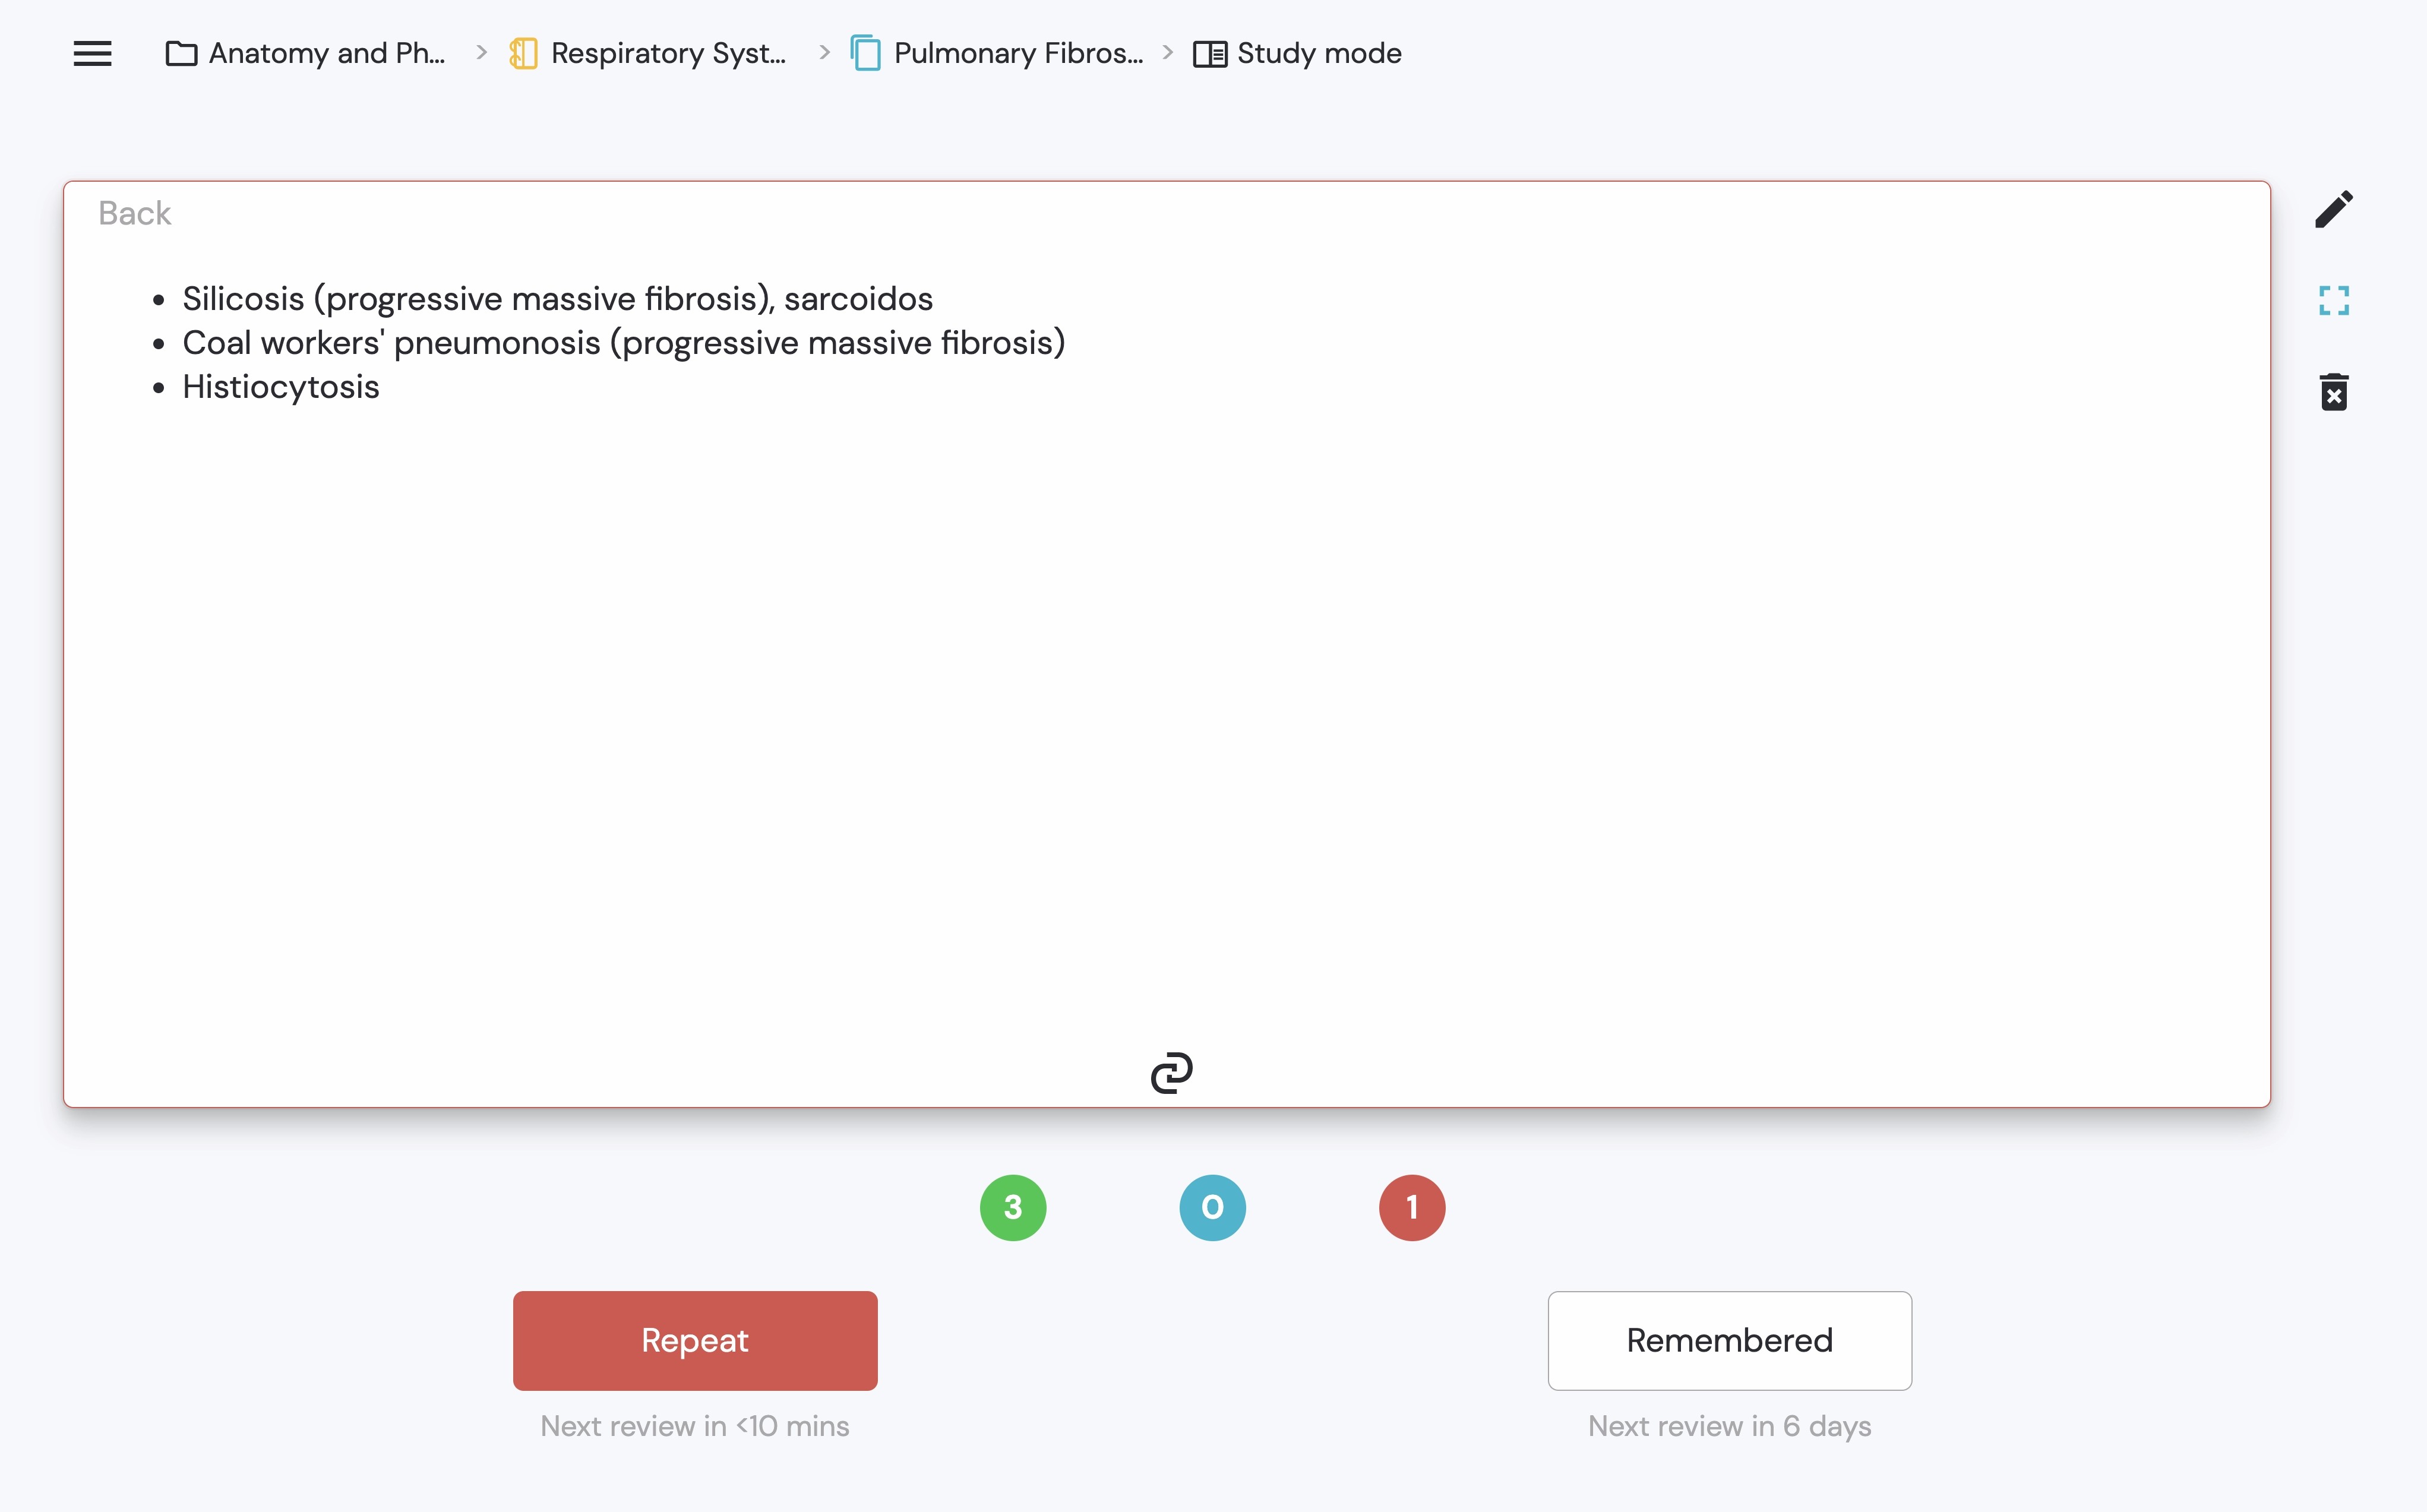 Anatomy and Ph... > Respiratory Syst... > Pulmonary Fibros... > Study mode
Back
• Silicosis (progressive massive fibrosis), sarcoidos
• Coal workers' pneumonosis (progressive massive fibrosis)
• Histiocytosis
3 0 1
Repeat Remembered
Next review in <10 mins Next review in 6 days